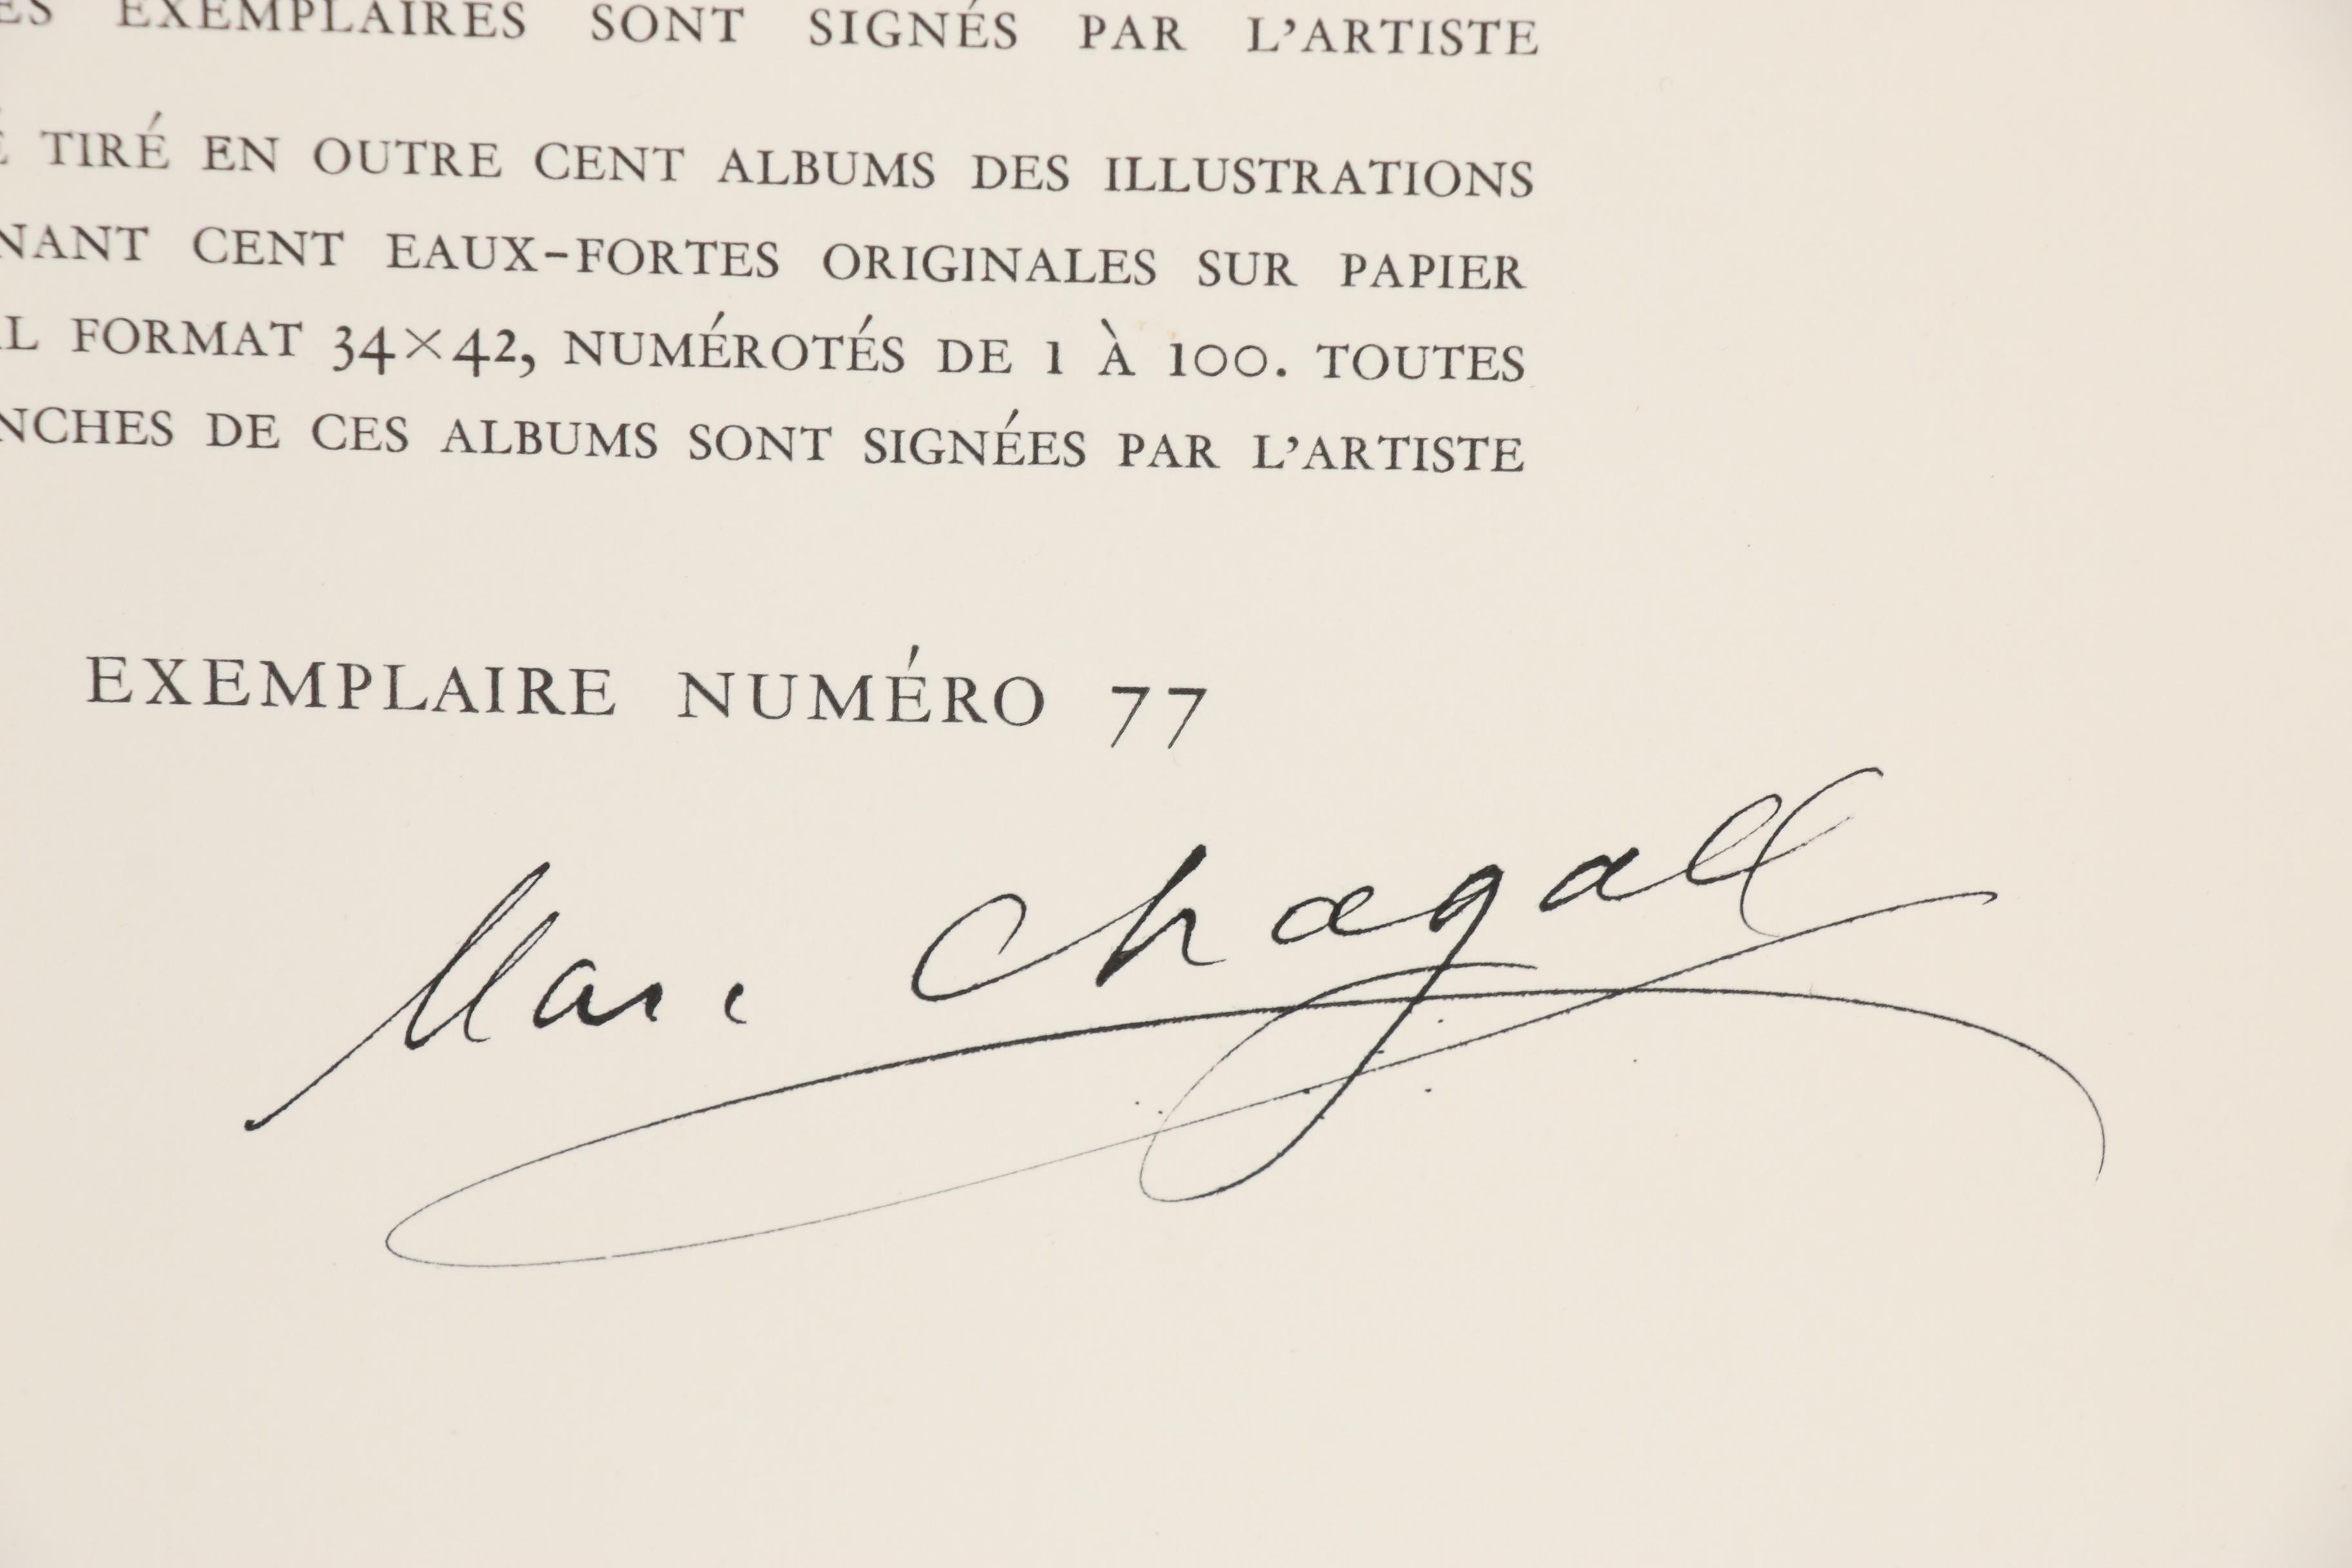 ES EXEMPLAIRES SONT SIGNÉS PAR L'ARTISTE
É TIRÉ EN OUTRE CENT ALBUMS DES ILLUSTRATIONS
NANT CENT EAUX-FORTES ORIGINALES SUR PAPIER
L FORMAT 34×42, NUMÉROTÉS DE 1 À 100. TOUTES
NCHES DE CES ALBUMS SONT SIGNÉES PAR L'ARTISTE
EXEMPLAIRE NUMÉRO 77
Marc Chagall